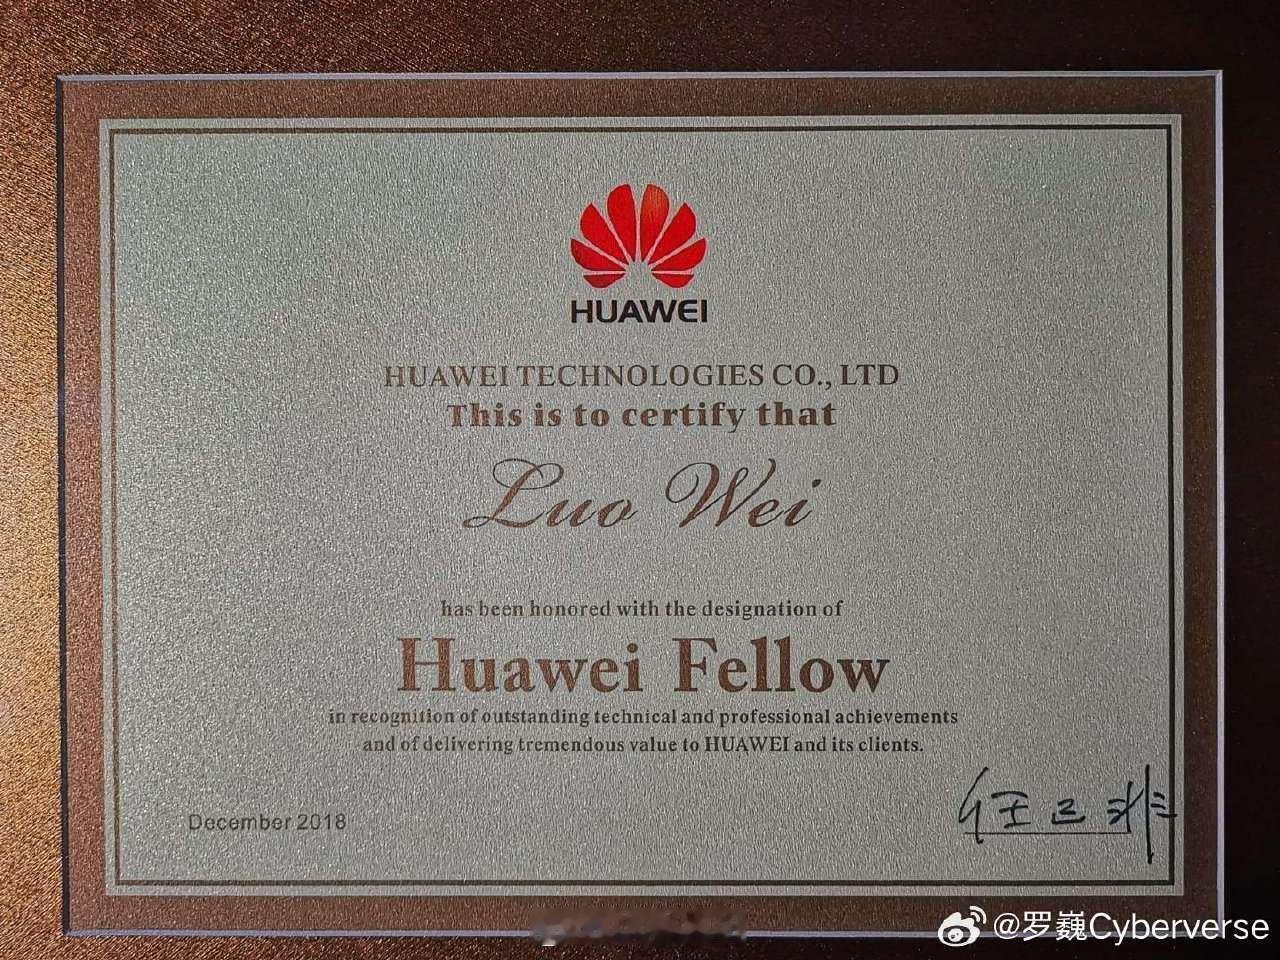 HUAWEI
HUAWEI TECHNOLOGIES CO., LTD
This is to certify that
Luo Wei
has been honored with the designation of
Huawei Fellow
in recognition of outstanding technical and professional achievements
and of delivering tremendous value to HUAWEI and its clients.
December 2018
任正非
@罗巍Cyberverse